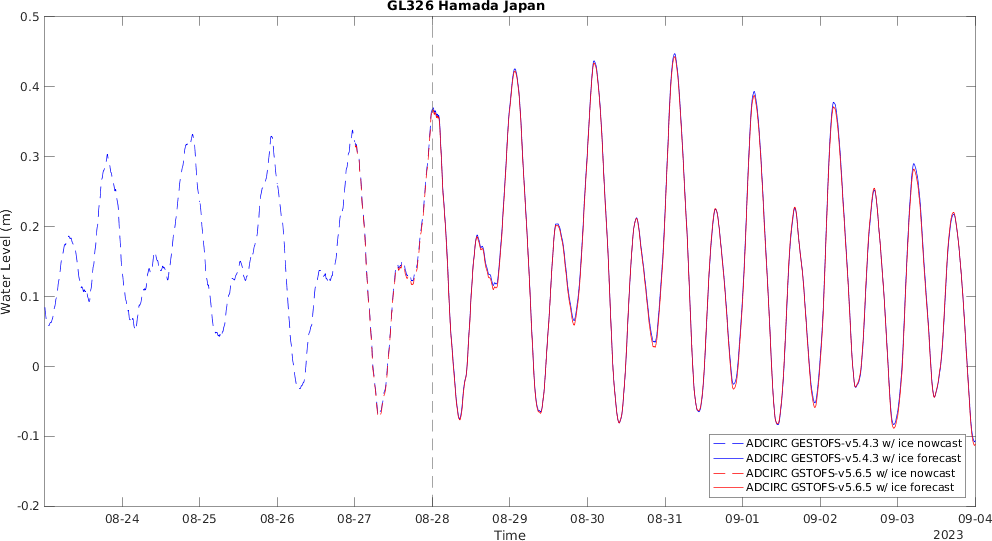 GL326 Hamada Japan
0.5
0.4
0.3
0.2
0.1
0
-0.1
-0.2
Water Level (m)
ADCIRC GESTOFS-v5.4.3 w/ ice nowcast
ADCIRC GESTOFS-v5.4.3 w/ ice forecast
ADCIRC GSTOFS-v5.6.5 w/ ice nowcast
ADCIRC GSTOFS-v5.6.5 w/ ice forecast
08-24 08-25 08-26 08-27 08-28 08-29 08-30 08-31 09-01 09-02 09-03 09-04
Time
2023